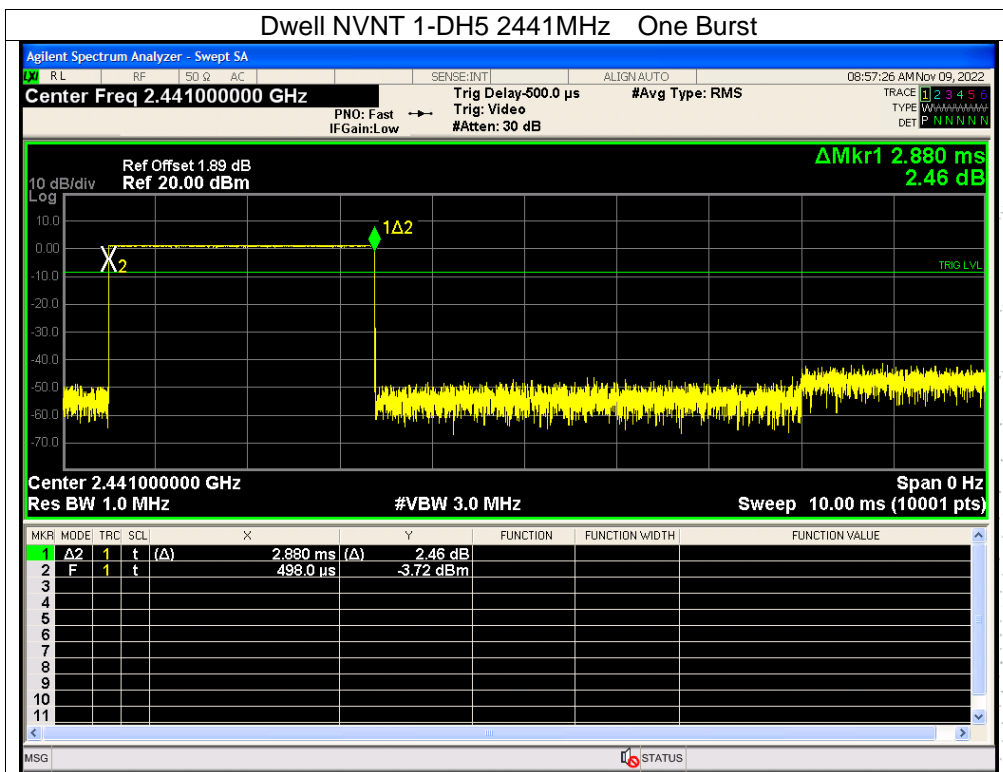 Dwell NVNT 1-DH5 2441MHz One Burst
Agilent Spectrum Analyzer - Swept SA
LXI RL RF 50 Ω AC SENSE:INT ALIGN AUTO 08:57:26 AM Nov 09, 2022
Center Freq 2.441000000 GHz Trig Delay-500.0 µs #Avg Type: RMS TRACE 1 2 3 4 5 6
PNO: Fast Trig: Video TYPE WWWWWW
IFGain:Low #Atten: 30 dB DET P N N N N N
ΔMkr1 2.880 ms
2.46 dB
Ref Offset 1.89 dB
10 dB/div Ref 20.00 dBm
Log
10.0
1Δ2
0.00
2
TRIG LVL
-10.0
-20.0
-30.0
-40.0
-50.0
-60.0
-70.0
Center 2.441000000 GHz Span 0 Hz
Res BW 1.0 MHz #VBW 3.0 MHz Sweep 10.00 ms (10001 pts)
MKR MODE TRC SCL X Y FUNCTION FUNCTION WIDTH FUNCTION VALUE
1 Δ2 1 t (Δ) 2.880 ms (Δ) 2.46 dB
2 F 1 t 498.0 µs -3.72 dBm
3
4
5
6
7
8
9
10
11
MSG STATUS